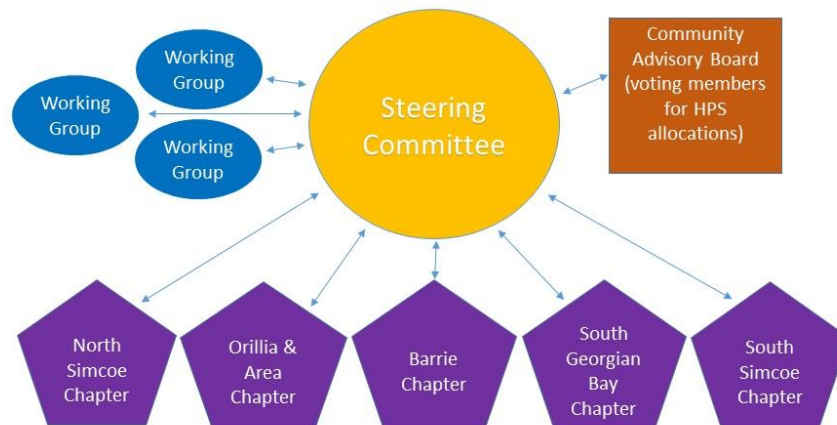 Working
Group
Working
Group
Working
Group
Steering
Committee
Community
Advisory Board
(voting members
for HPS
allocations)
North
Simcoe
Chapter
Orillia &
Area
Chapter
Barrie
Chapter
South
Georgian
Bay
Chapter
South
Simcoe
Chapter